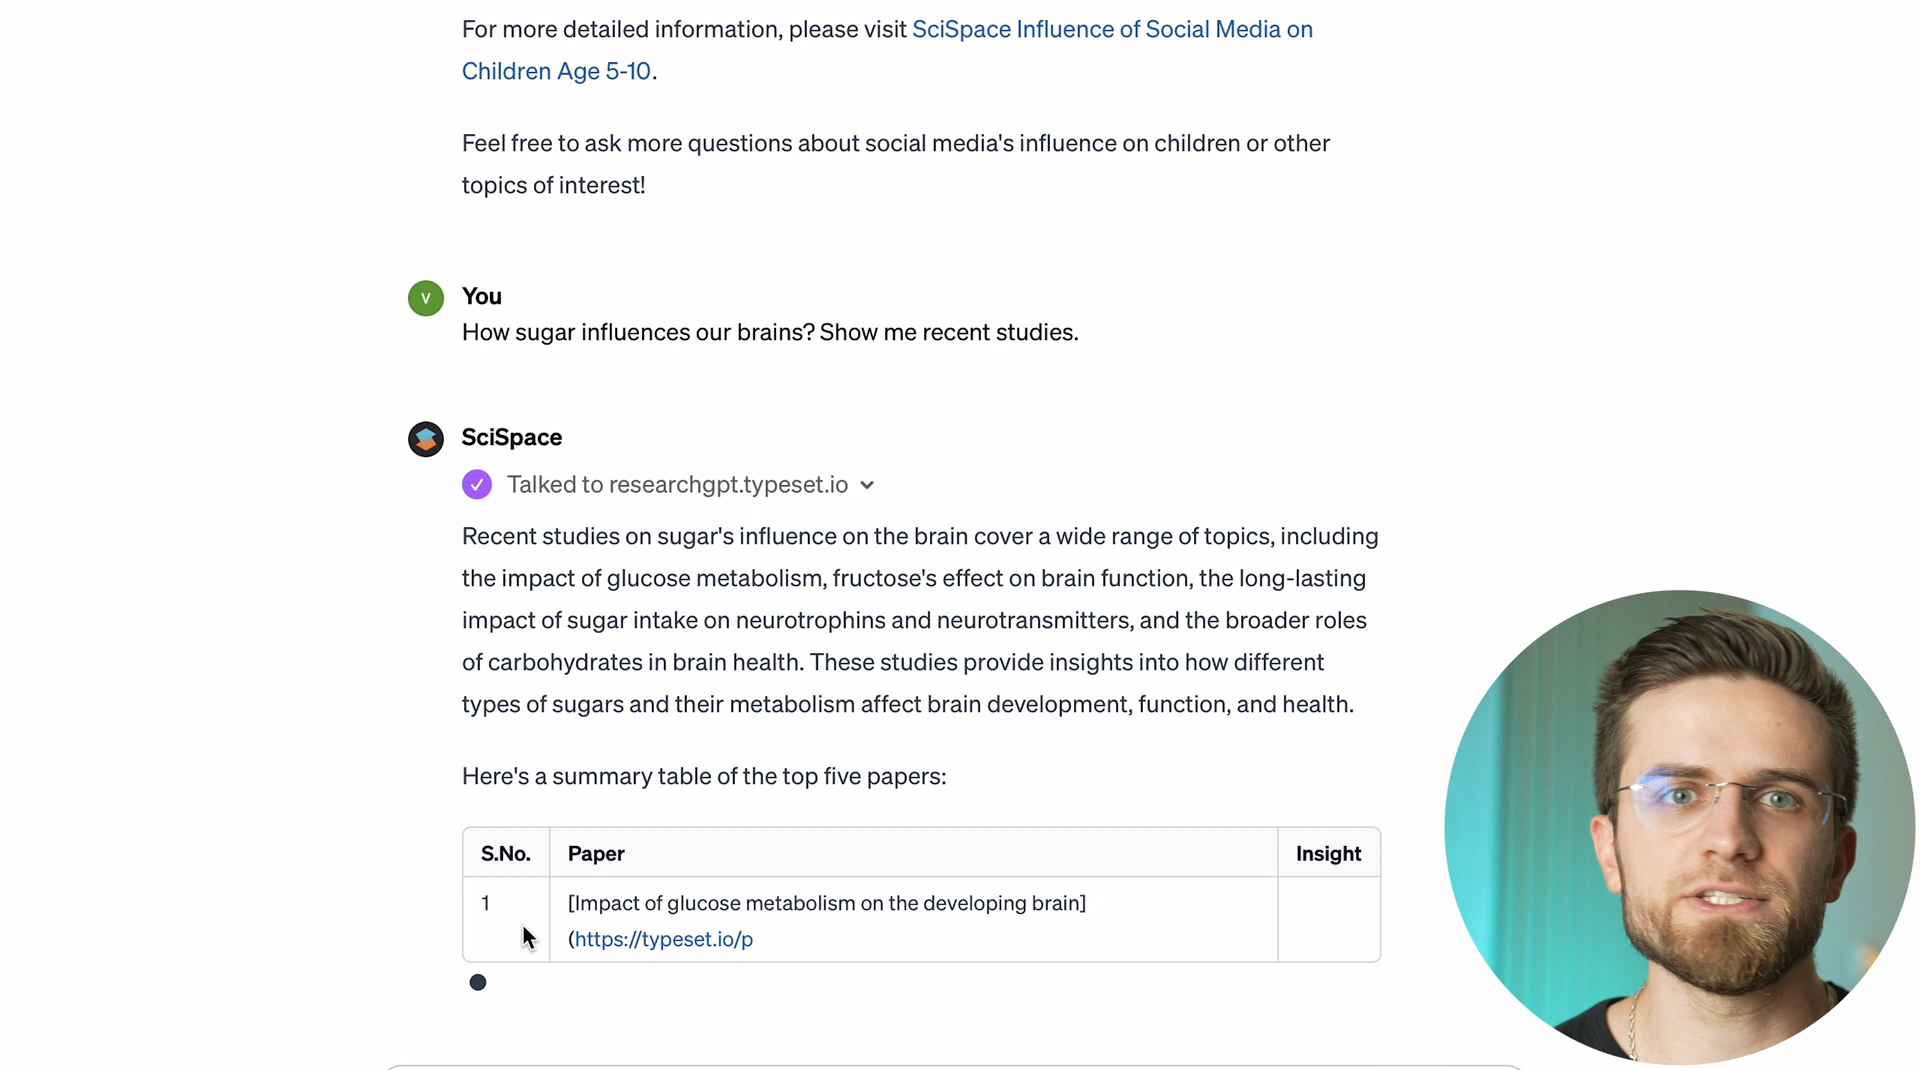 For more detailed information, please visit SciSpace Influence of Social Media on
Children Age 5-10.
Feel free to ask more questions about social media's influence on children or other
topics of interest!
V
You
How sugar influences our brains? Show me recent studies.
SciSpace
Talked to researchgpt.typeset.io
Recent studies on sugar's influence on the brain cover a wide range of topics, including
the impact of glucose metabolism, fructose's effect on brain function, the long-lasting
impact of sugar intake on neurotrophins and neurotransmitters, and the broader roles
of carbohydrates in brain health. These studies provide insights into how different
types of sugars and their metabolism affect brain development, function, and health.
Here's a summary table of the top five papers:
S.No. Paper Insight
1 [Impact of glucose metabolism on the developing brain]
(https://typeset.io/p